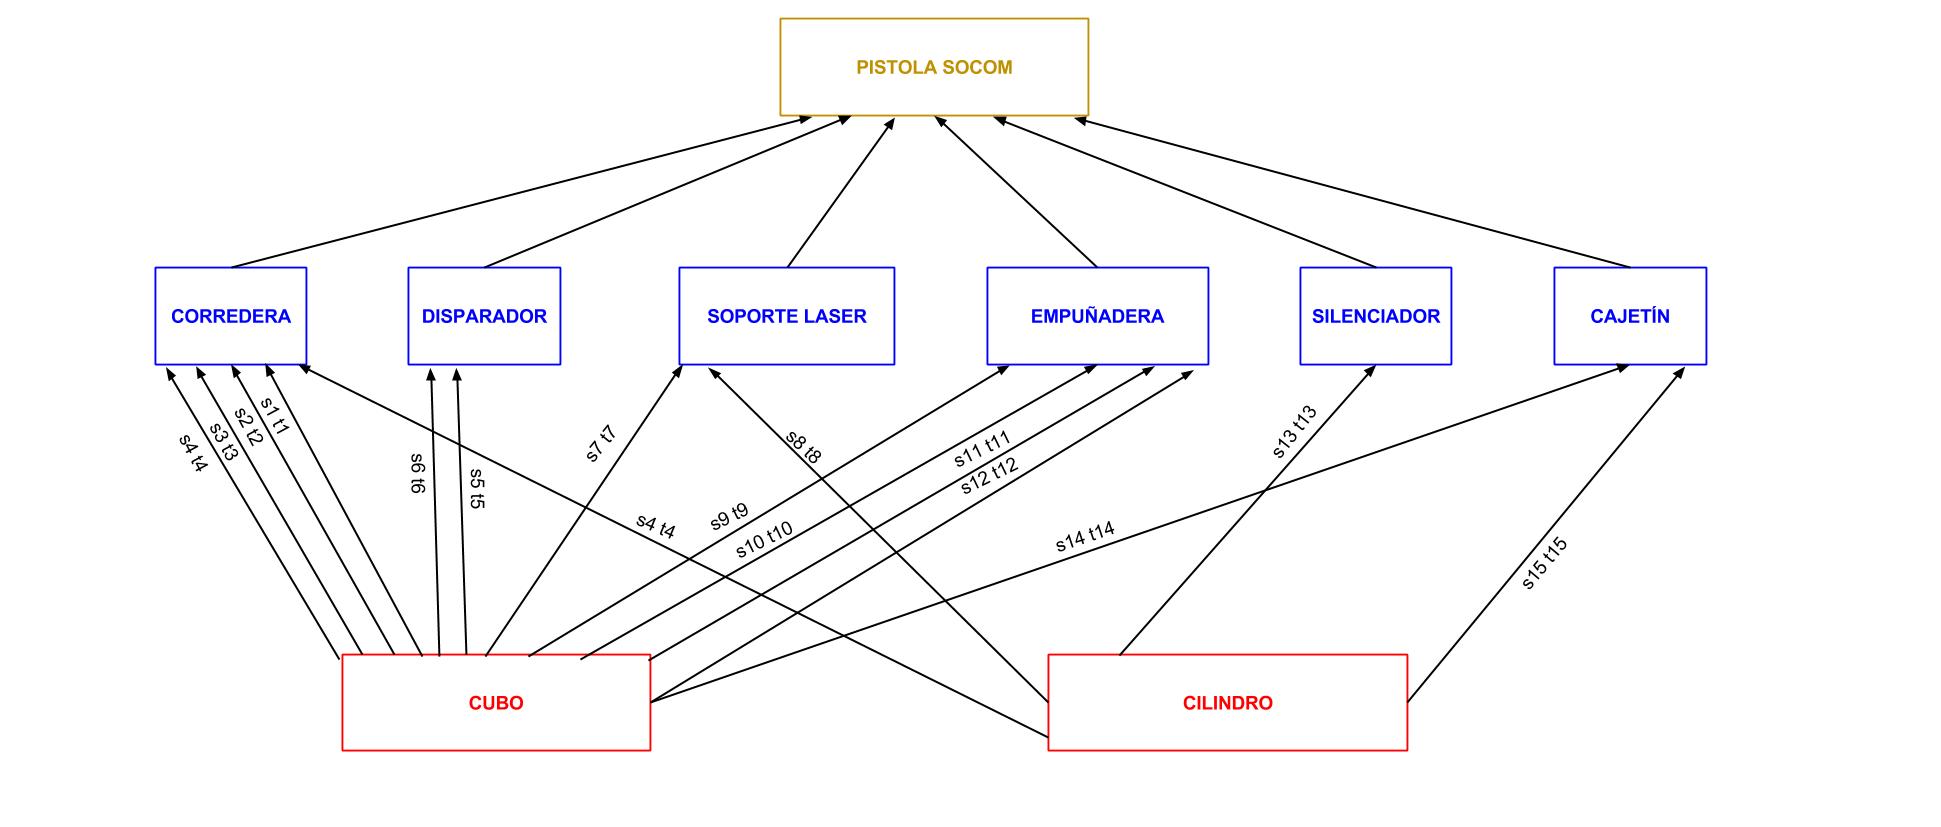 PISTOLA SOCOM
CORREDERA
DISPARADOR
SOPORTE LASER
EMPUÑADERA
SILENCIADOR
CAJETÍN
s4 t4
s3 t3
s2 t2
s1 t1
s6 t6
s5 t5
s7 t7
s4 t4
s9 t9
s10 t10
s8 t8
s11 t11
s12 t12
s14 t14
s13 t13
s15 t15
CUBO
CILINDRO